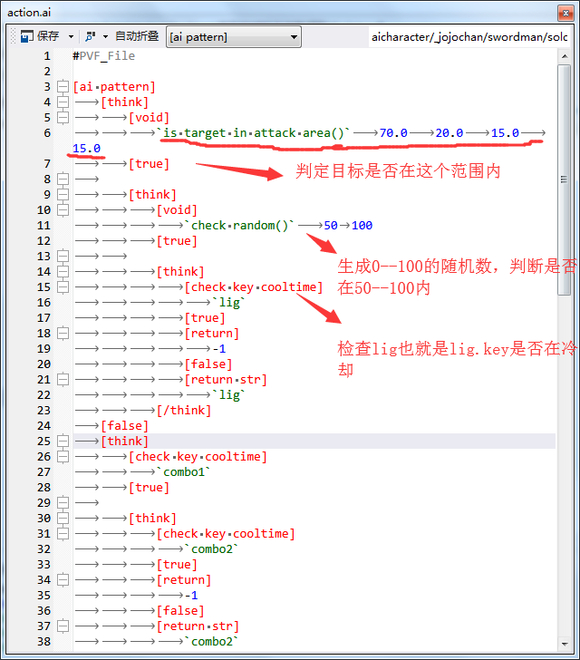 action.ai
保存 自动折叠 [ai pattern] aicharacter/_jojochan/swordman/solo
1 #PVF_File
2
3 [ai pattern]
4 [think]
5 [void]
6 `is target in attack area()` 70.0 20.0 15.0
15.0
7 [true]
判定目标是否在这个范围内
8
9 [think]
10 [void]
11 `check random()` 50 100
12 [true]
生成0--100的随机数，判断是否
在50--100内
13
14 [think]
15 [check key cooltime]
16 `lig`
17 [true]
18 [return]
检查lig也就是lig.key是否在冷
却
19 -1
20 [false]
21 [return str]
22 `lig`
23 [/think]
24 [false]
25 [think]
26 [check key cooltime]
27 `combo1`
28 [true]
29
30 [think]
31 [check key cooltime]
32 `combo2`
33 [true]
34 [return]
35 -1
36 [false]
37 [return str]
38 `combo2`